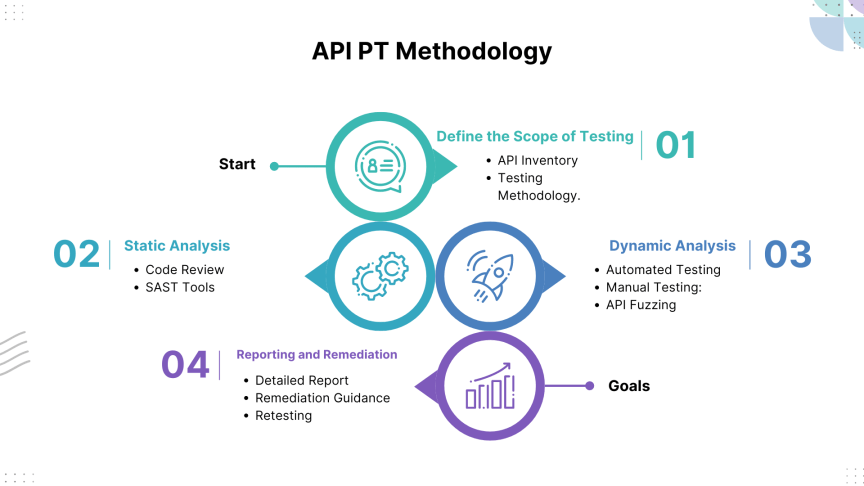 API PT Methodology
Start
Define the Scope of Testing
01
• API Inventory
• Testing
Methodology.
02
Static Analysis
• Code Review
• SAST Tools
Dynamic Analysis
03
• Automated Testing
• Manual Testing:
• API Fuzzing
04
Reporting and Remediation
• Detailed Report
• Remediation Guidance
• Retesting
Goals